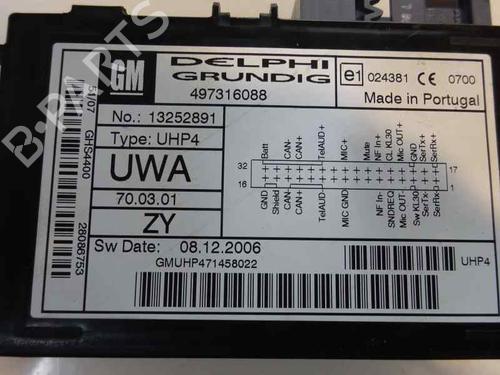 GM
DELPHI
GRUNDIG
497316088
e1 024381 CE 0700
Made in Portugal
51/07 GHS4400
28086753
No.: 13252891
Type: UHP4
UWA
70.03.01
ZY
Batt
CAN+
CAN+
TelAUD+
MIC+
Mute
NF In+
CL KL30
Mic OUT+
SerTx+
SerRx+
32
17
16
1
GND
Shield
CAN-
CAN-
TelAUD-
MIC GND
NF In-
SNDREQ
Mic OUT-
Sw KL30
SerTx-
SerRx-
Sw Date: 08.12.2006
GMUHP471458022
UHP4
B-PARTS